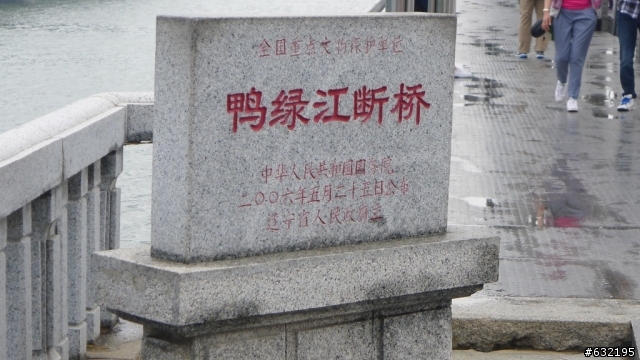 全国重点文物保护单位
鸭绿江断桥
中华人民共和国国务院
二〇〇六年五月二十五日公布
辽宁省人民政府立
#632195